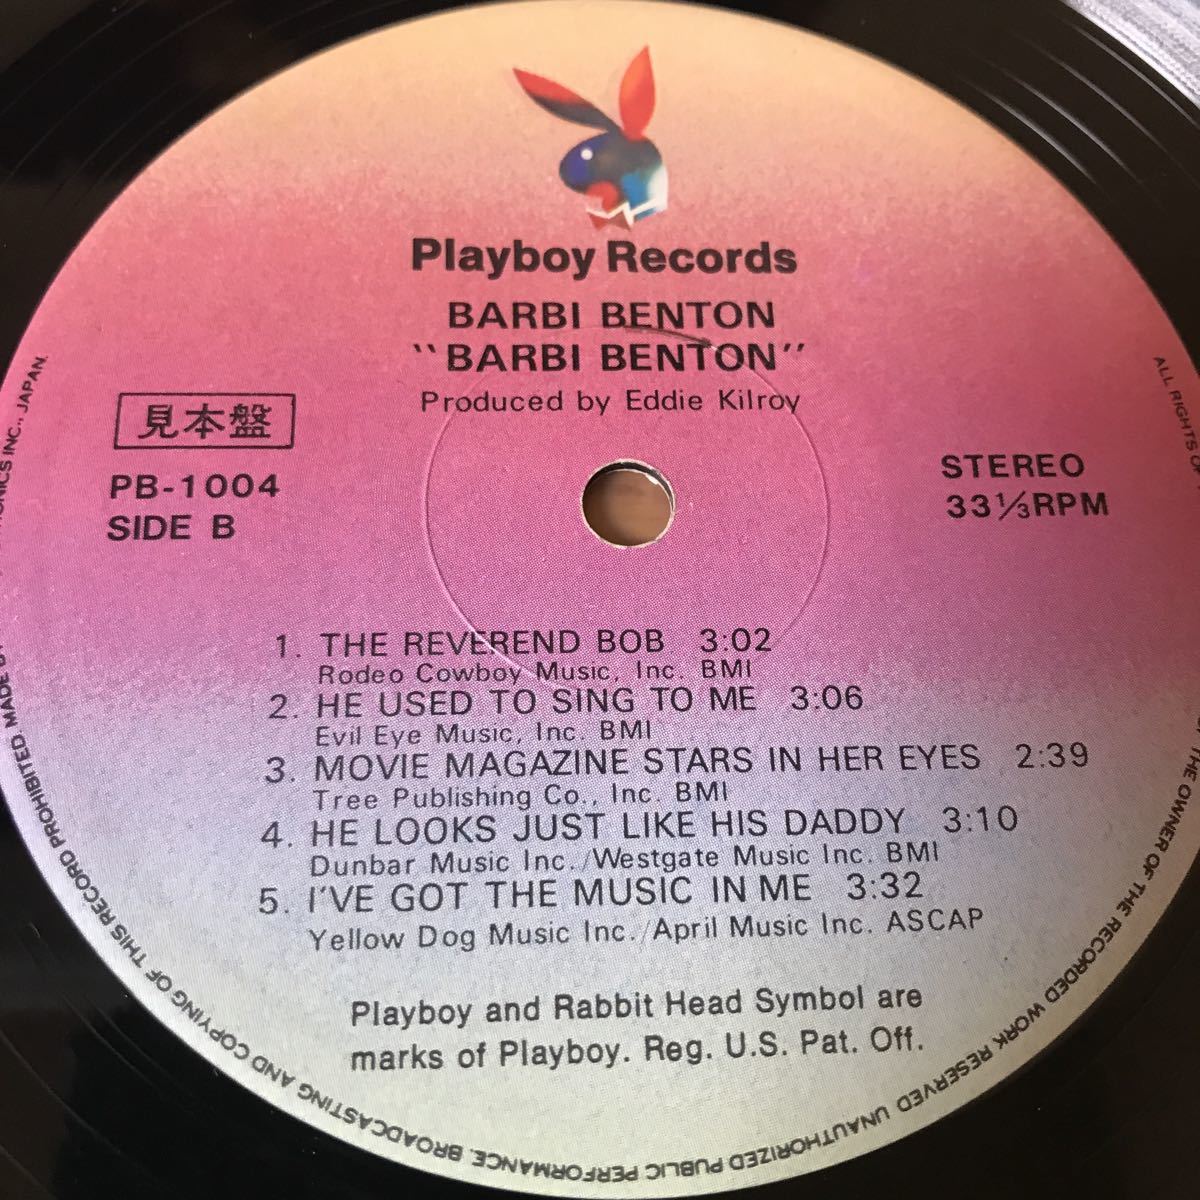 Playboy Records
BARBI BENTON
"BARBI BENTON"
Produced by Eddie Kilroy
見本盤
PB-1004
SIDE B
STEREO
33⅓RPM
1. THE REVEREND BOB 3:02
Rodeo Cowboy Music, Inc. BMI
2. HE USED TO SING TO ME 3:06
Evil Eye Music, Inc. BMI
3. MOVIE MAGAZINE STARS IN HER EYES 2:39
Tree Publishing Co., Inc. BMI
4. HE LOOKS JUST LIKE HIS DADDY 3:10
Dunbar Music Inc./Westgate Music Inc. BMI
5. I'VE GOT THE MUSIC IN ME 3:32
Yellow Dog Music Inc./April Music Inc. ASCAP
Playboy and Rabbit Head Symbol are
marks of Playboy. Reg. U.S. Pat. Off.
ALL RIGHTS OF THE OWNER OF THE RECORDED WORK RESERVED UNAUTHORIZED PUBLIC PERFORMANCE. BROADCASTING AND COPYING OF THIS RECORD PROHIBITED MADE BY INC., JAPAN.